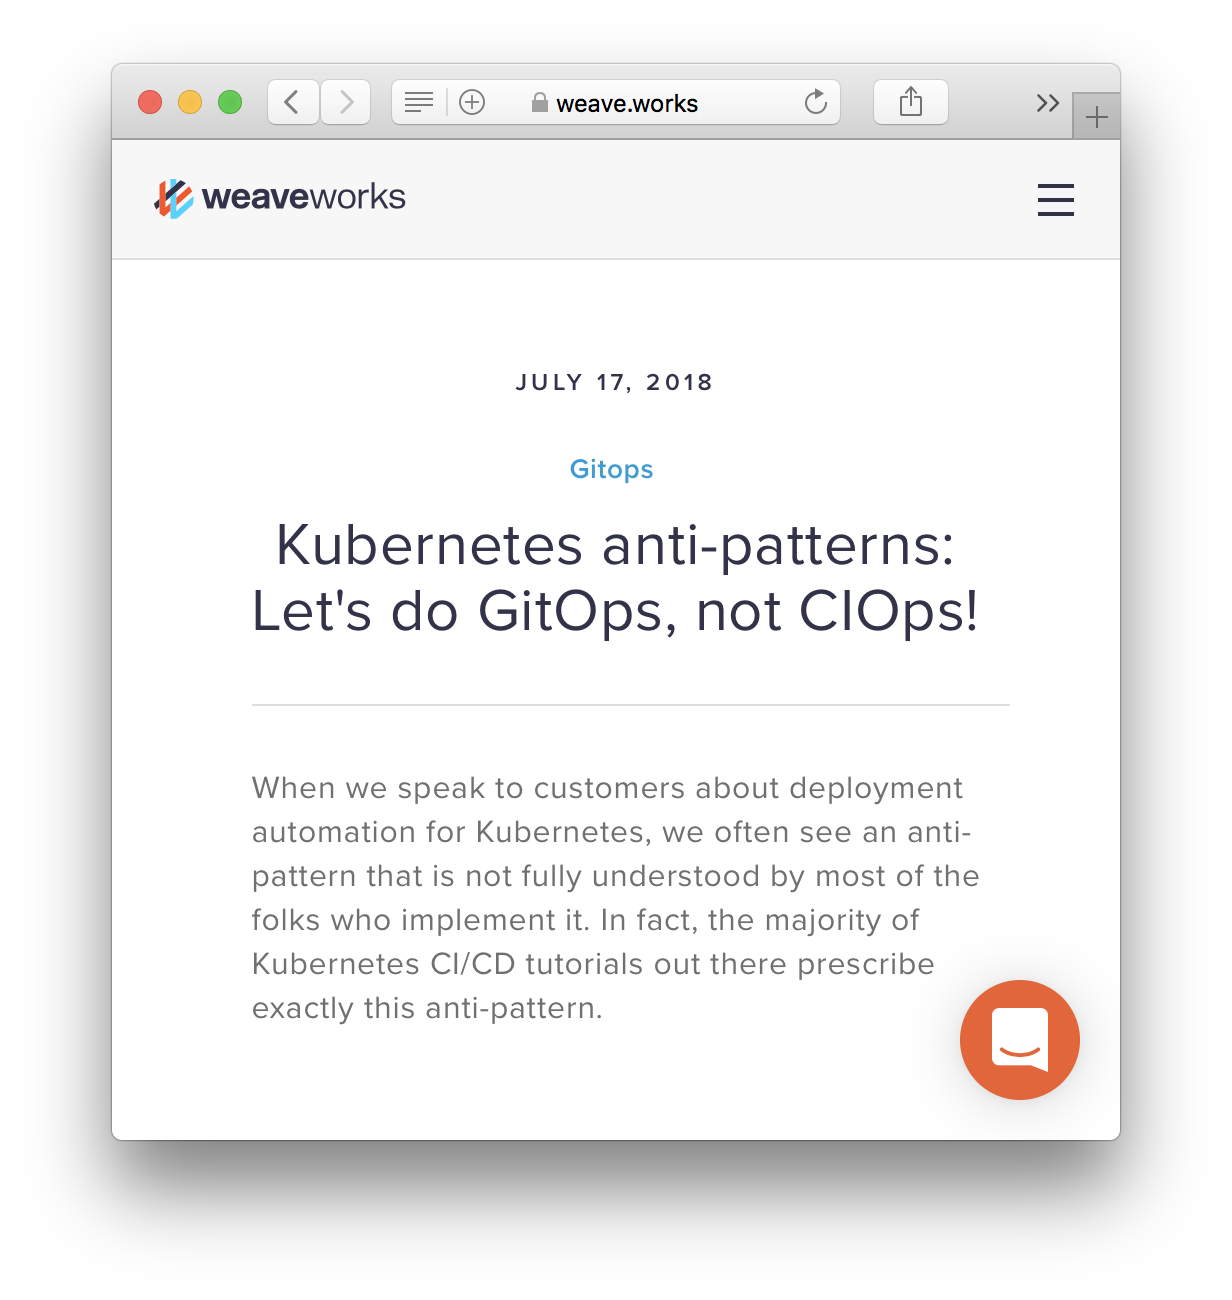 weave.works
weaveworks
JULY 17, 2018
Gitops
Kubernetes anti-patterns:
Let's do GitOps, not CIOps!
When we speak to customers about deployment
automation for Kubernetes, we often see an anti-
pattern that is not fully understood by most of the
folks who implement it. In fact, the majority of
Kubernetes CI/CD tutorials out there prescribe
exactly this anti-pattern.